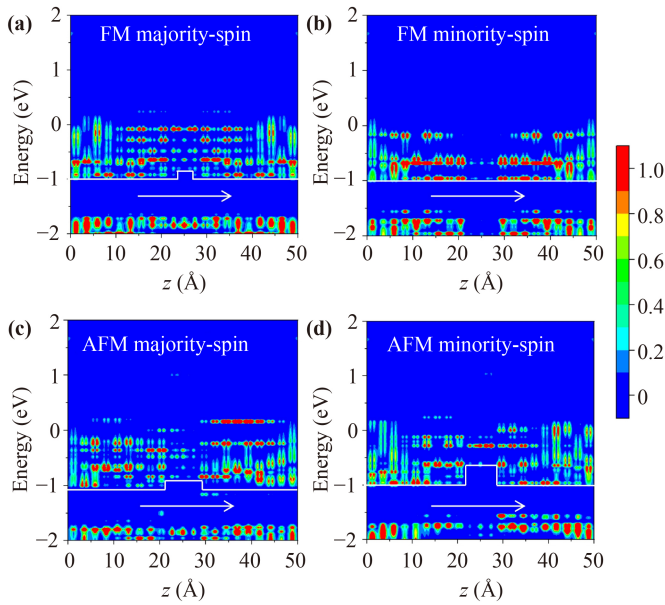 (a)
FM majority-spin
2
1
0
−1
−2
Energy (eV)
0 10 20 30 40 50
z (Å)
(b)
FM minority-spin
2
1
0
−1
−2
Energy (eV)
0 10 20 30 40 50
z (Å)
(c)
AFM majority-spin
2
1
0
−1
−2
Energy (eV)
0 10 20 30 40 50
z (Å)
(d)
AFM minority-spin
2
1
0
−1
−2
Energy (eV)
0 10 20 30 40 50
z (Å)
1.0
0.8
0.6
0.4
0.2
0